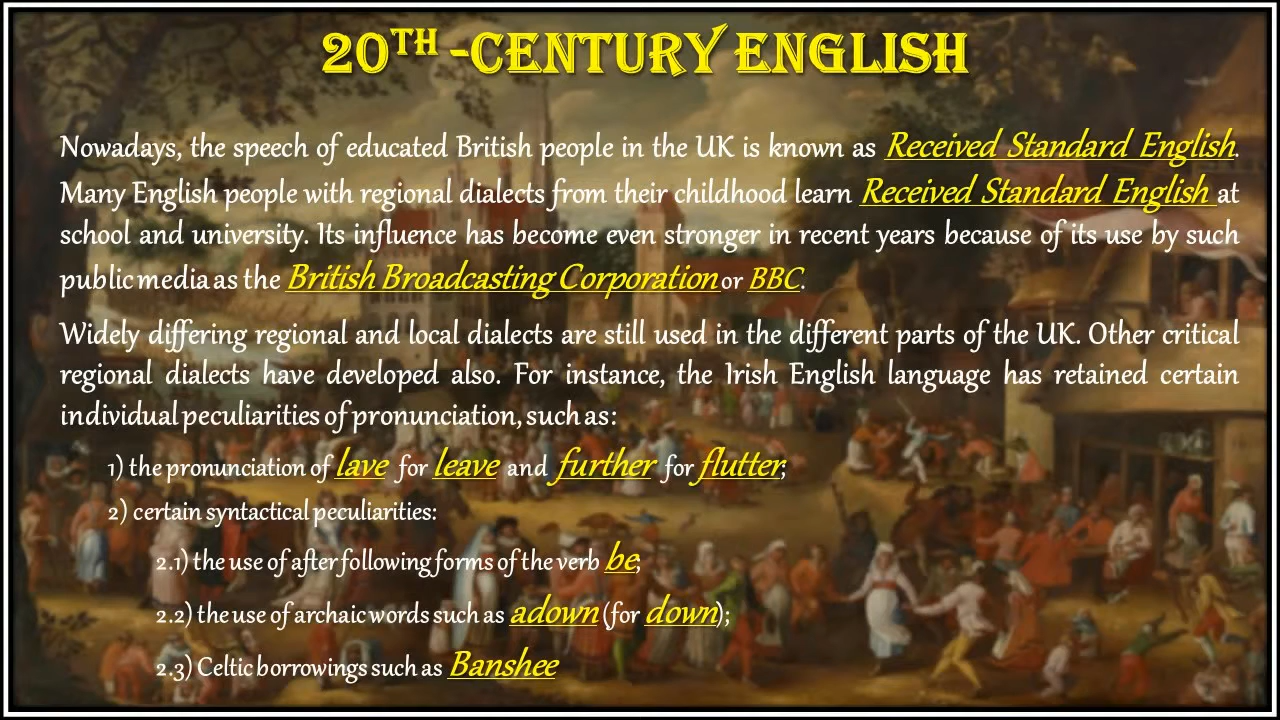 20TH -CENTURY ENGLISH
Nowadays, the speech of educated British people in the UK is known as Received Standard English.
Many English people with regional dialects from their childhood learn Received Standard English at
school and university. Its influence has become even stronger in recent years because of its use by such
public media as the British Broadcasting Corporation or BBC.
Widely differing regional and local dialects are still used in the different parts of the UK. Other critical
regional dialects have developed also. For instance, the Irish English language has retained certain
individual peculiarities of pronunciation, such as:
1) the pronunciation of lave for leave and further for flutter;
2) certain syntactical peculiarities:
2.1) the use of after following forms of the verb be;
2.2) the use of archaic words such as adown (for down);
2.3) Celtic borrowings such as Banshee